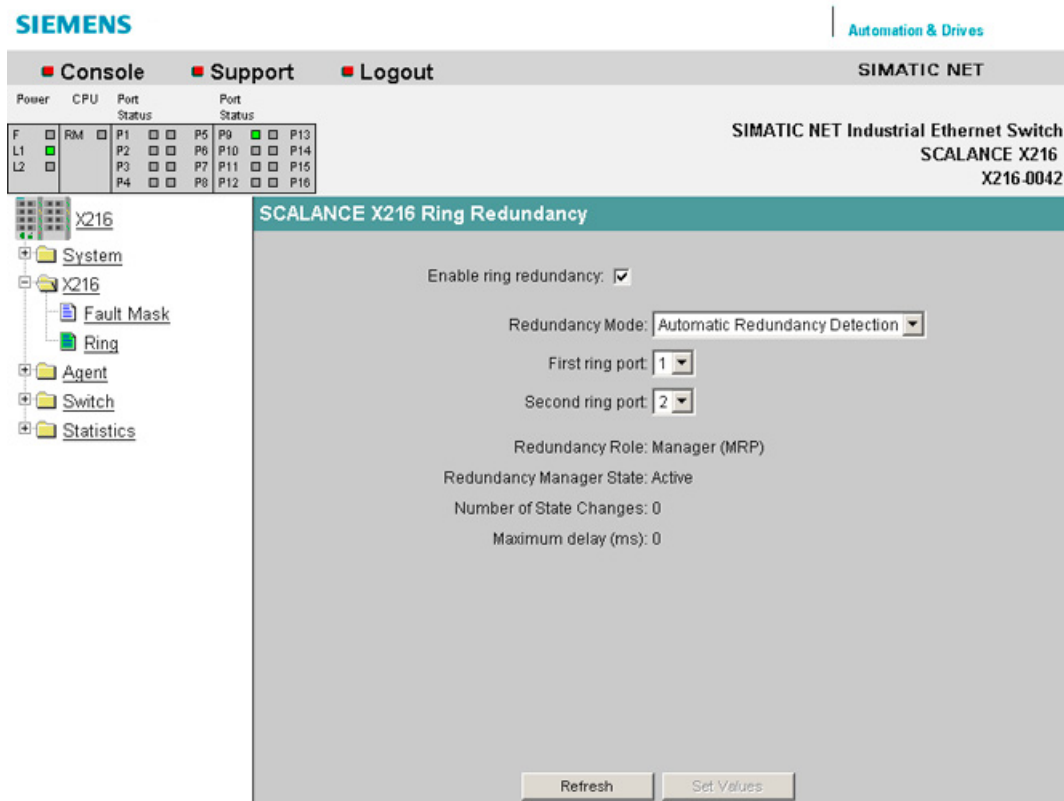 SIEMENS
Automation & Drives
Console Support Logout SIMATIC NET
Power CPU Port Status Port Status
F RM P1 P5 P9 P13
L1 P2 P6 P10 P14
L2 P3 P7 P11 P15
P4 P8 P12 P16
SIMATIC NET Industrial Ethernet Switch
SCALANCE X216
X216-0042
X216
System
X216
Fault Mask
Ring
Agent
Switch
Statistics
SCALANCE X216 Ring Redundancy
Enable ring redundancy:
Redundancy Mode: Automatic Redundancy Detection
First ring port: 1
Second ring port: 2
Redundancy Role: Manager (MRP)
Redundancy Manager State: Active
Number of State Changes: 0
Maximum delay (ms): 0
Refresh Set Values